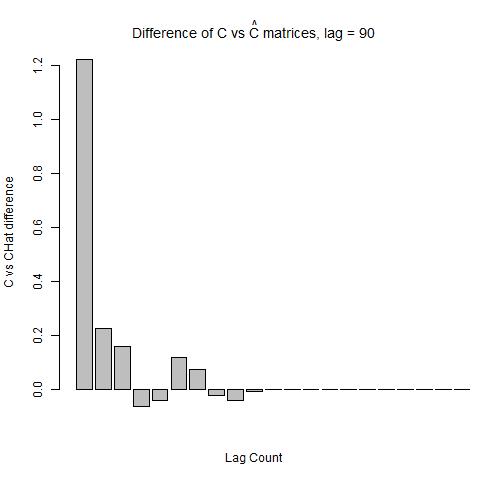 Difference of C vs Ĉ matrices, lag = 90
1.2
1.0
0.8
0.6
0.4
0.2
0.0
C vs CHat difference
Lag Count